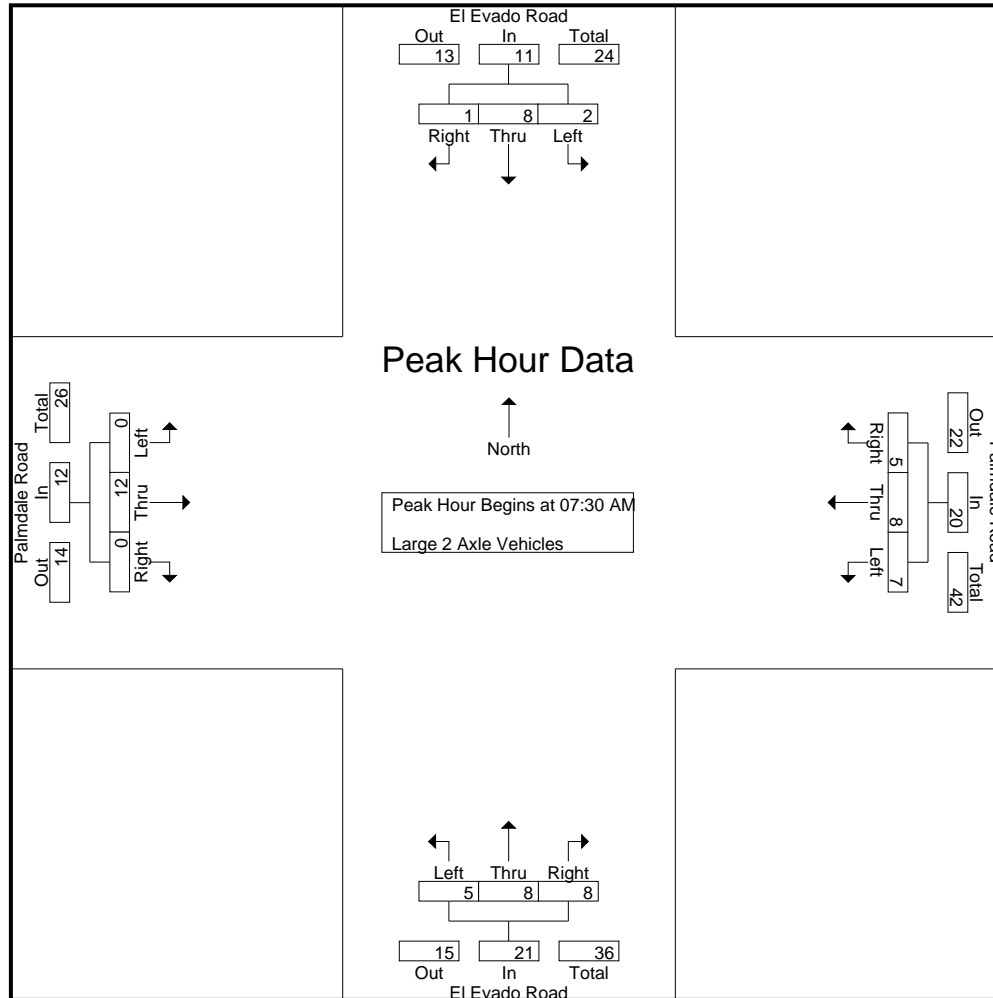 El Evado Road
Out In Total
13 11 24
1 8 2
Right Thru Left
Peak Hour Data
North
Peak Hour Begins at 07:30 AM
Large 2 Axle Vehicles
Palmdale Road
Out In Total
14 12 26
0 12 0
Right Thru Left
Palmdale Road
Out In Total
22 20 42
5 8 7
Right Thru Left
Left Thru Right
5 8 8
15 21 36
Out In Total
El Evado Road